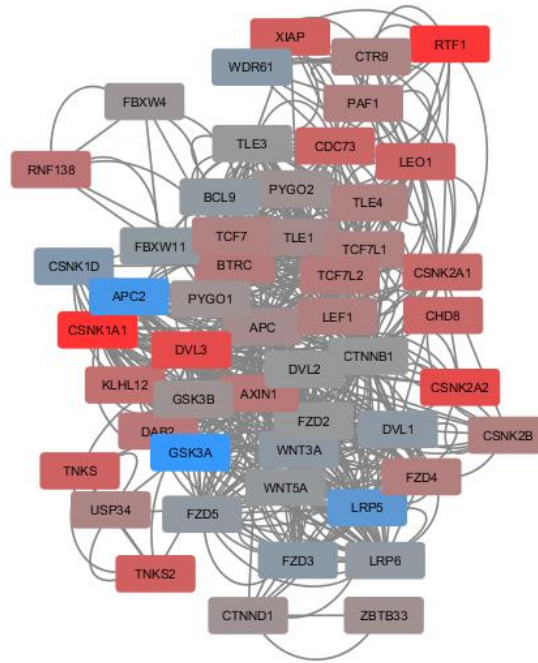 XIAP
RTF1
WDR61
CTR9
FBXW4
PAF1
TLE3
CDC73
LEO1
RNF138
BCL9
PYGO2
TLE4
TCF7
TLE1
TCF7L1
FBXW11
CSNK1D
BTRC
TCF7L2
CSNK2A1
APC2
PYGO1
CSNK1A1
APC
LEF1
CHD8
DVL3
CTNNB1
KLHL12
DVL2
GSK3B
AXIN1
CSNK2A2
DAB2
FZD2
DVL1
CSNK2B
GSK3A
WNT3A
TNKS
FZD4
WNT5A
USP34
FZD5
LRP5
TNKS2
FZD3
LRP6
CTNND1
ZBTB33